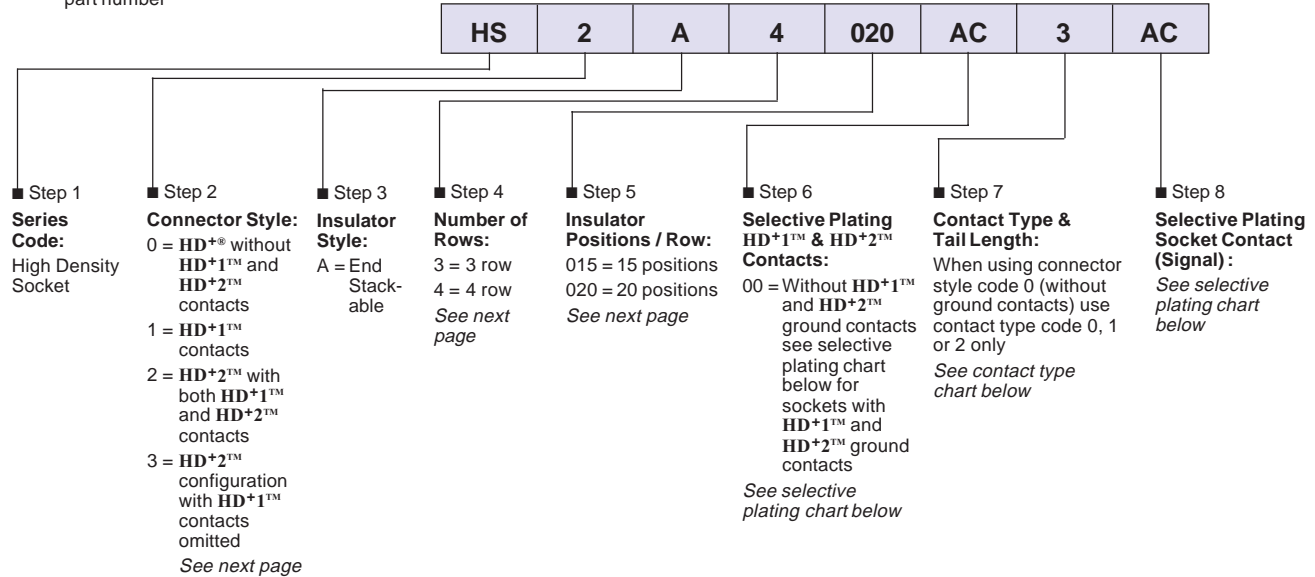 part number
HS 2 A 4 020 AC 3 AC
■ Step 1
Series
Code:
High Density
Socket
■ Step 2
Connector Style:
0 = HD+® without
HD+1™ and
HD+2™
contacts
1 = HD+1™
contacts
2 = HD+2™ with
both HD+1™
and HD+2™
contacts
3 = HD+2™
configuration
with HD+1™
contacts
omitted
See next page
■ Step 3
Insulator
Style:
A = End
Stack-
able
■ Step 4
Number of
Rows:
3 = 3 row
4 = 4 row
See next
page
■ Step 5
Insulator
Positions / Row:
015 = 15 positions
020 = 20 positions
See next page
■ Step 6
Selective Plating
HD+1™ & HD+2™
Contacts:
00 = Without HD+1™
and HD+2™
ground contacts
see selective
plating chart
below for
sockets with
HD+1™ and
HD+2™ ground
contacts
See selective
plating chart below
■ Step 7
Contact Type &
Tail Length:
When using connector
style code 0 (without
ground contacts) use
contact type code 0, 1
or 2 only
See contact type
chart below
■ Step 8
Selective Plating
Socket Contact
(Signal) :
See selective
plating chart
below